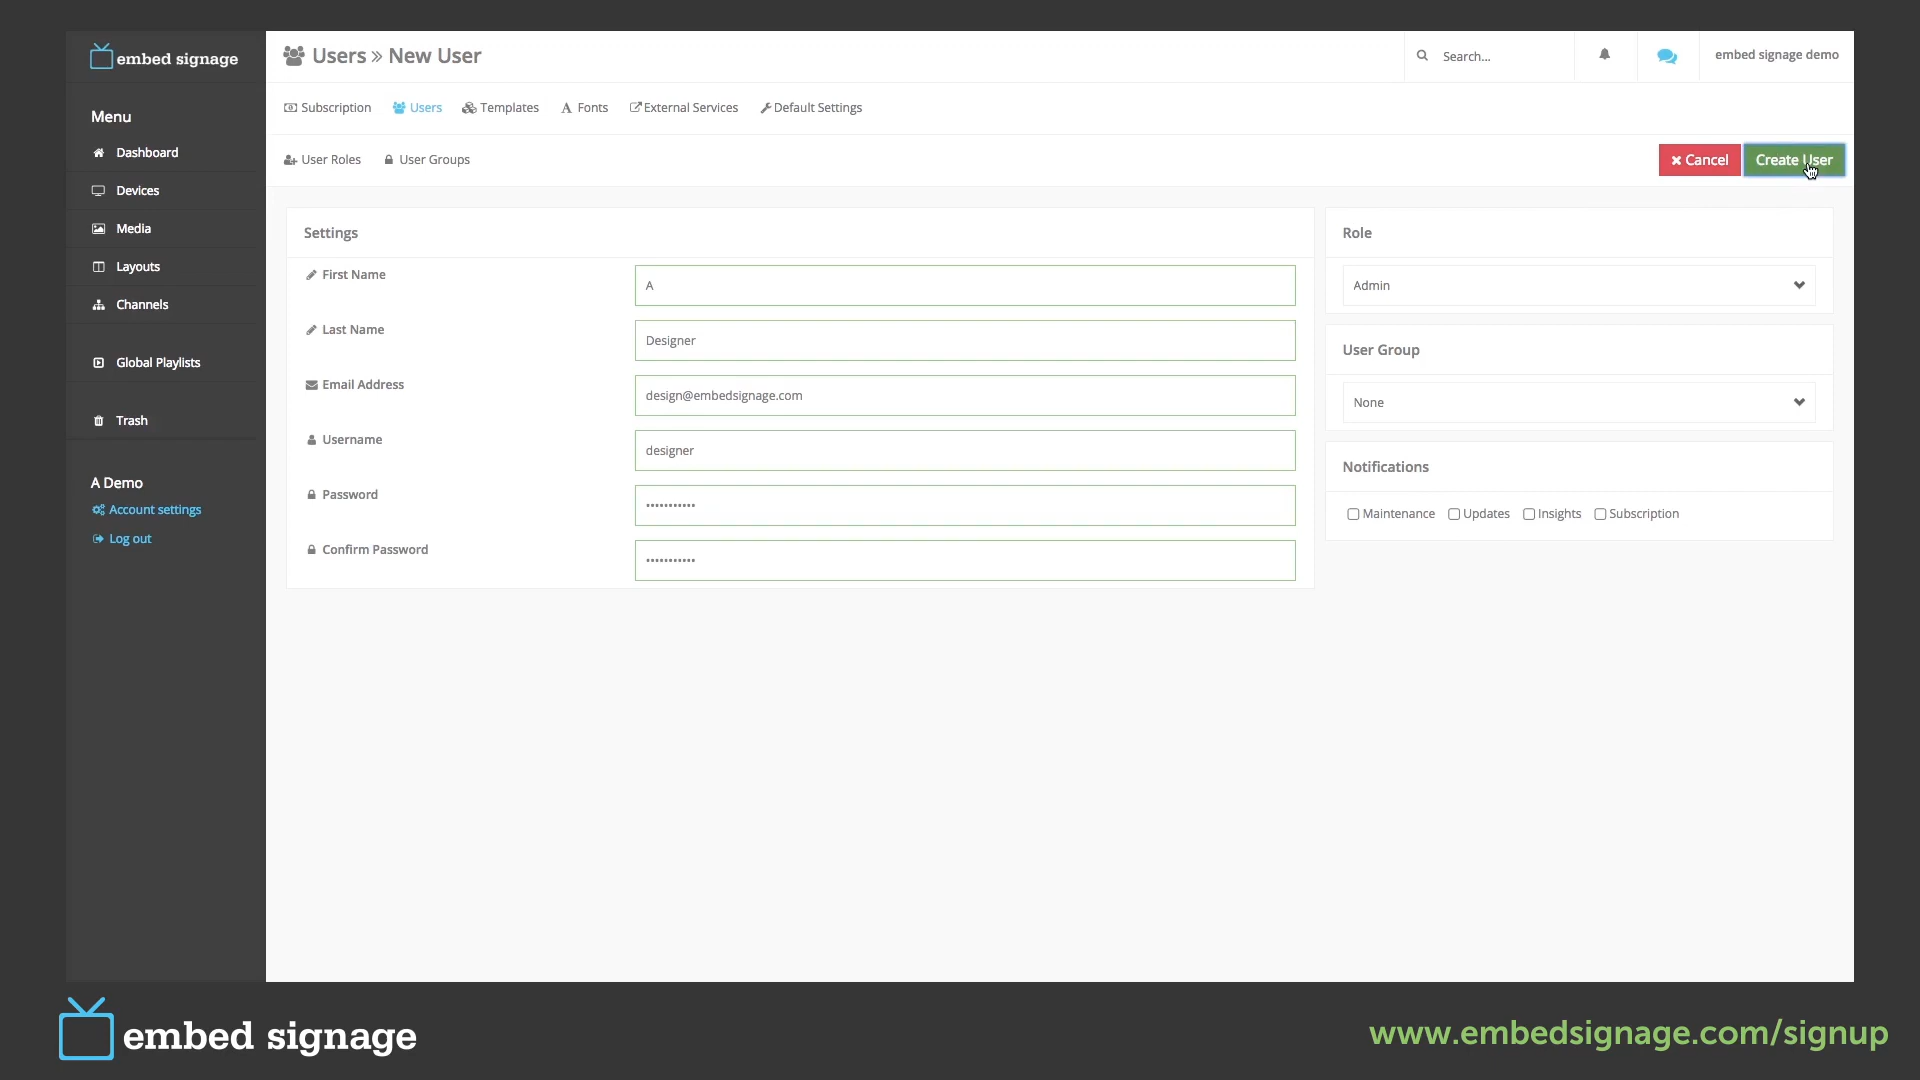 embed signage
Users » New User
Search...
embed signage demo
Menu
Dashboard
Devices
Media
Layouts
Channels
Global Playlists
Trash
A Demo
Account settings
Log out
Subscription Users Templates Fonts External Services Default Settings
User Roles User Groups
Cancel Create User
Settings
First Name A
Last Name Designer
Email Address design@embedsignage.com
Username designer
Password •••••••••••
Confirm Password •••••••••••
Role
Admin
User Group
None
Notifications
Maintenance Updates Insights Subscription
embed signage
www.embedsignage.com/signup